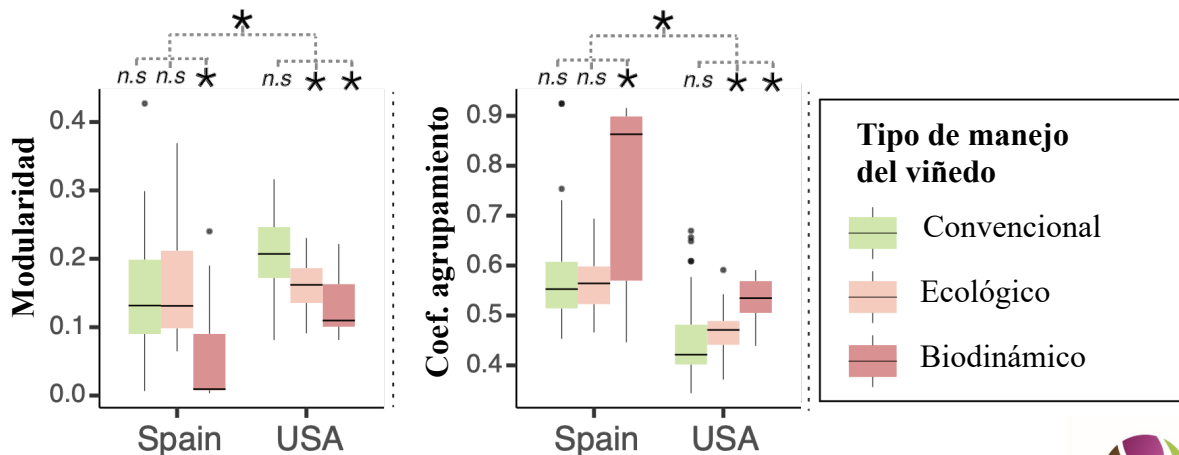 *
*
n.s n.s * n.s * *
n.s n.s * n.s * *
Modularidad
0.4
0.3
0.2
0.1
0.0
Spain USA
Coef. agrupamiento
0.9
0.8
0.7
0.6
0.5
0.4
Spain USA
Tipo de manejo
del viñedo
Convencional
Ecológico
Biodinámico